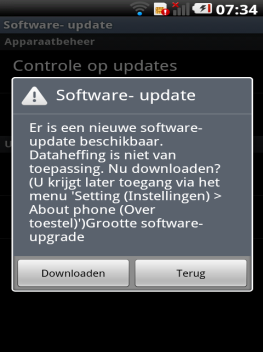 07:34
Software- update
Apparaatbeheer
Controle op updates
Software- update
Er is een nieuwe software-
update beschikbaar.
Dataheffing is niet van
toepassing. Nu downloaden?
(U krijgt later toegang via het
menu 'Setting (Instellingen) >
About phone (Over
toestel)')Grootte software-
upgrade
U
Downloaden
Terug